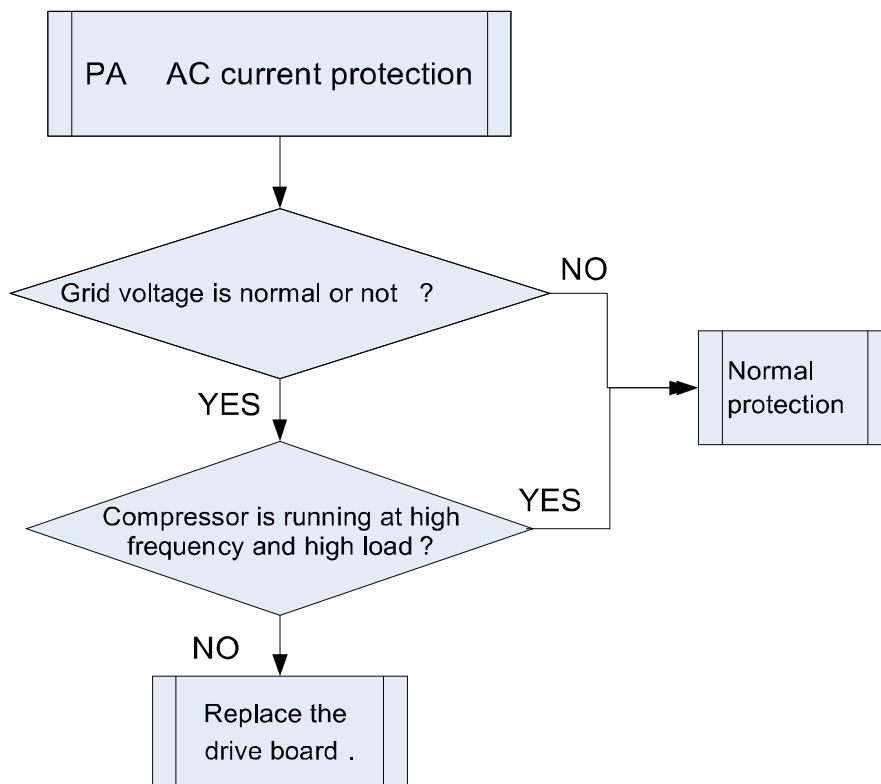 PA AC current protection
Grid voltage is normal or not ?
NO
Normal
protection
YES
Compressor is running at high
frequency and high load ?
YES
NO
Replace the
drive board .